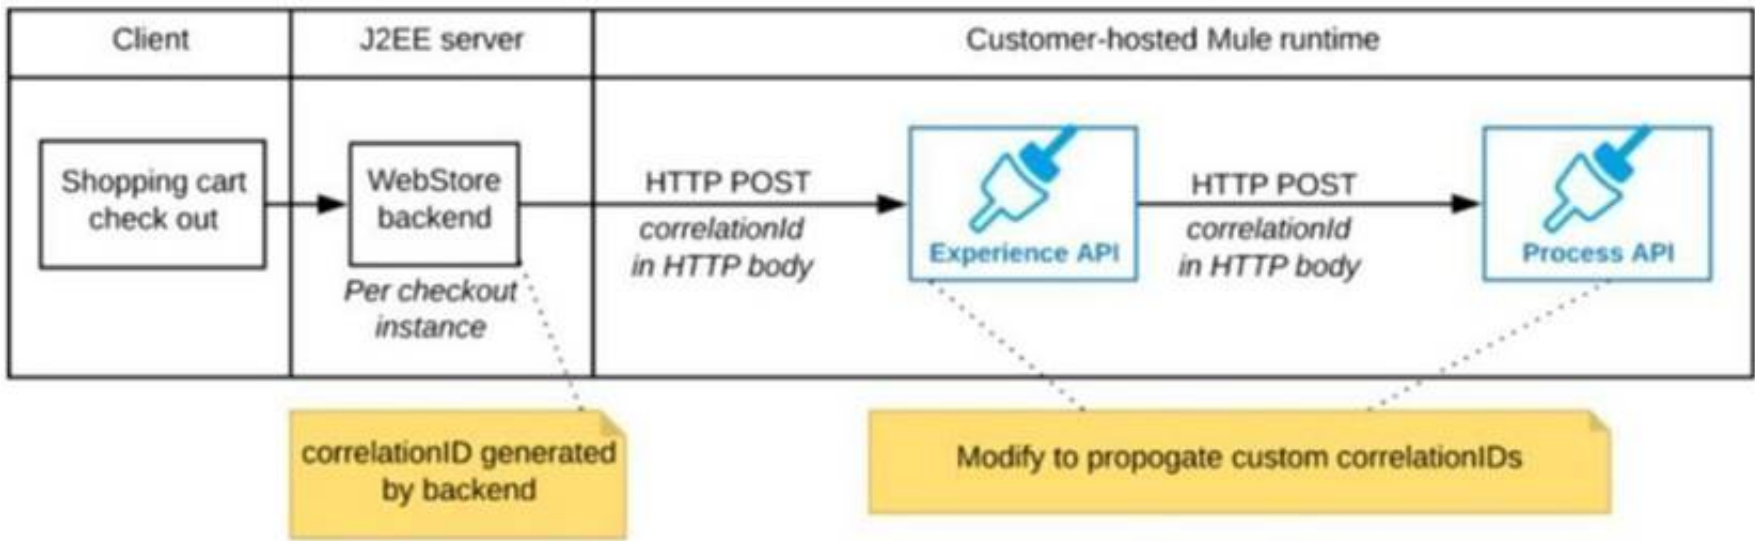 Client
J2EE server
Customer-hosted Mule runtime
Shopping cart
check out
WebStore
backend
Per checkout
instance
HTTP POST
correlationId
in HTTP body
Experience API
HTTP POST
correlationId
in HTTP body
Process API
correlationID generated
by backend
Modify to propogate custom correlationIDs